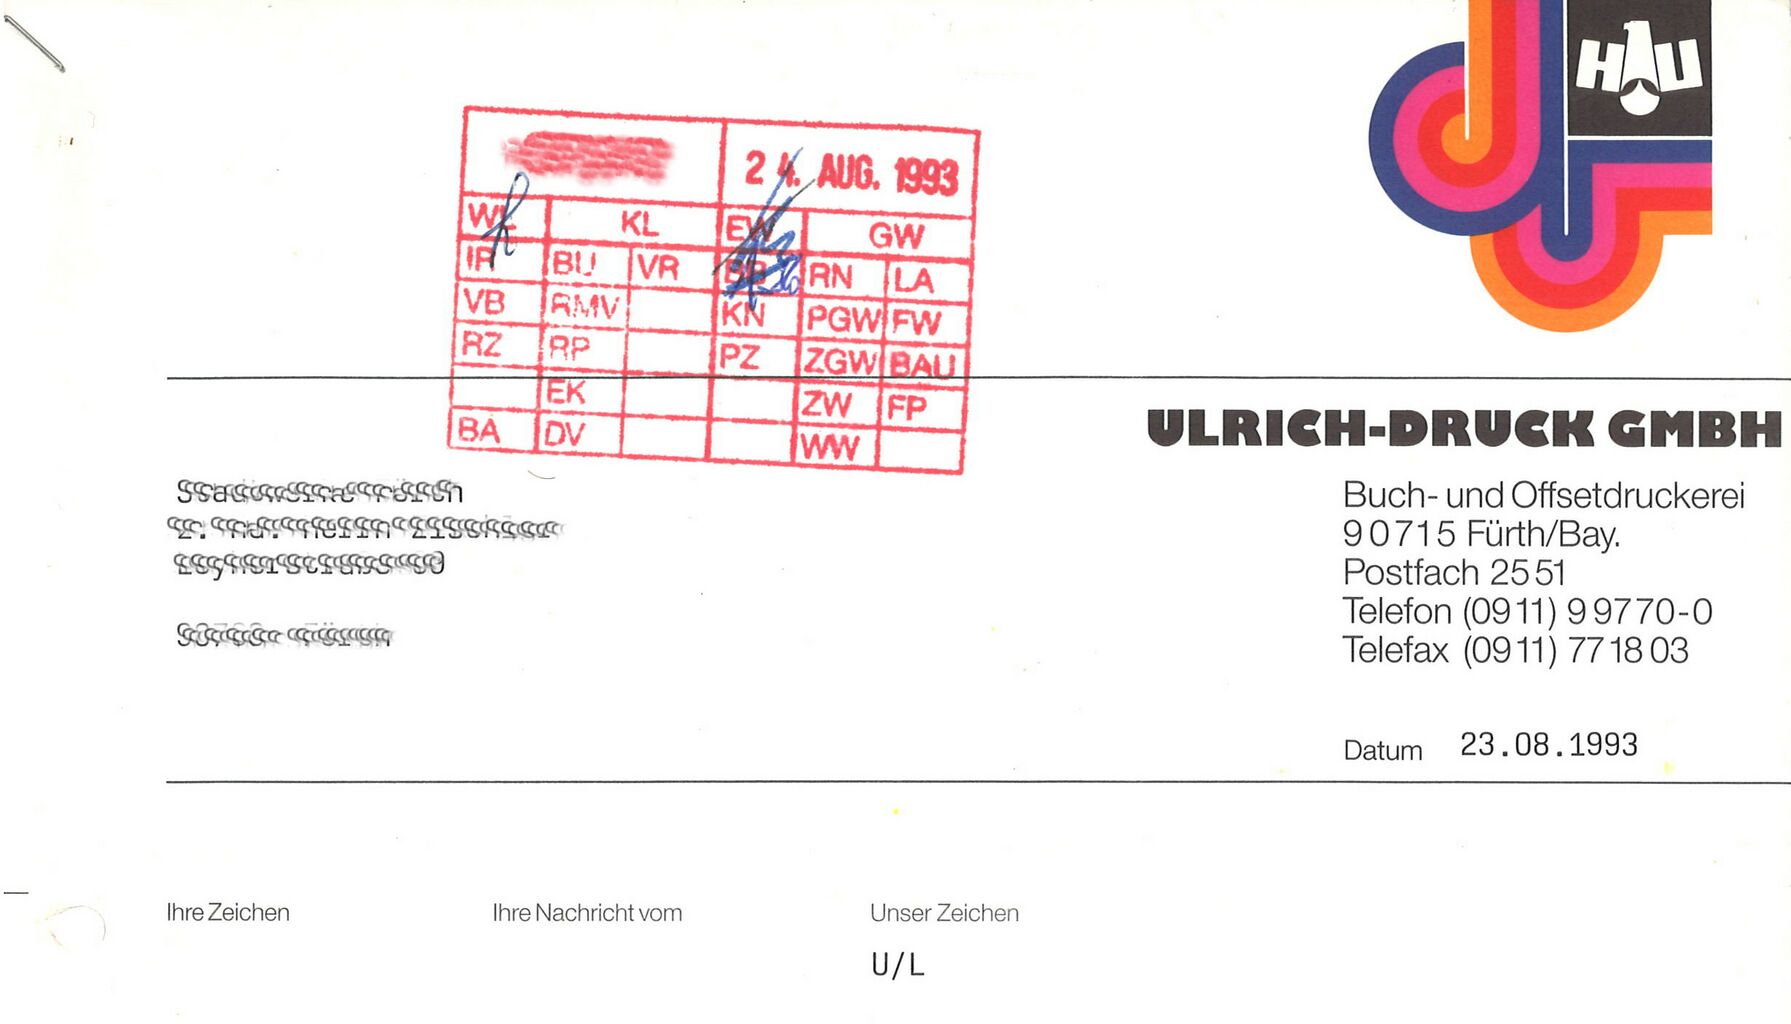 HAU
24. AUG. 1993
WL KL EW GW
IR BU VR RN LA
VB RMV KN PGW FW
RZ RP PZ ZGW BAU
EK ZW FP
BA DV WW
ULRICH-DRUCK GMBH
Buch- und Offsetdruckerei
90715 Fürth/Bay.
Postfach 2551
Telefon (0911) 99770-0
Telefax (0911) 771803
Datum 23.08.1993
Ihre Zeichen Ihre Nachricht vom Unser Zeichen
U/L